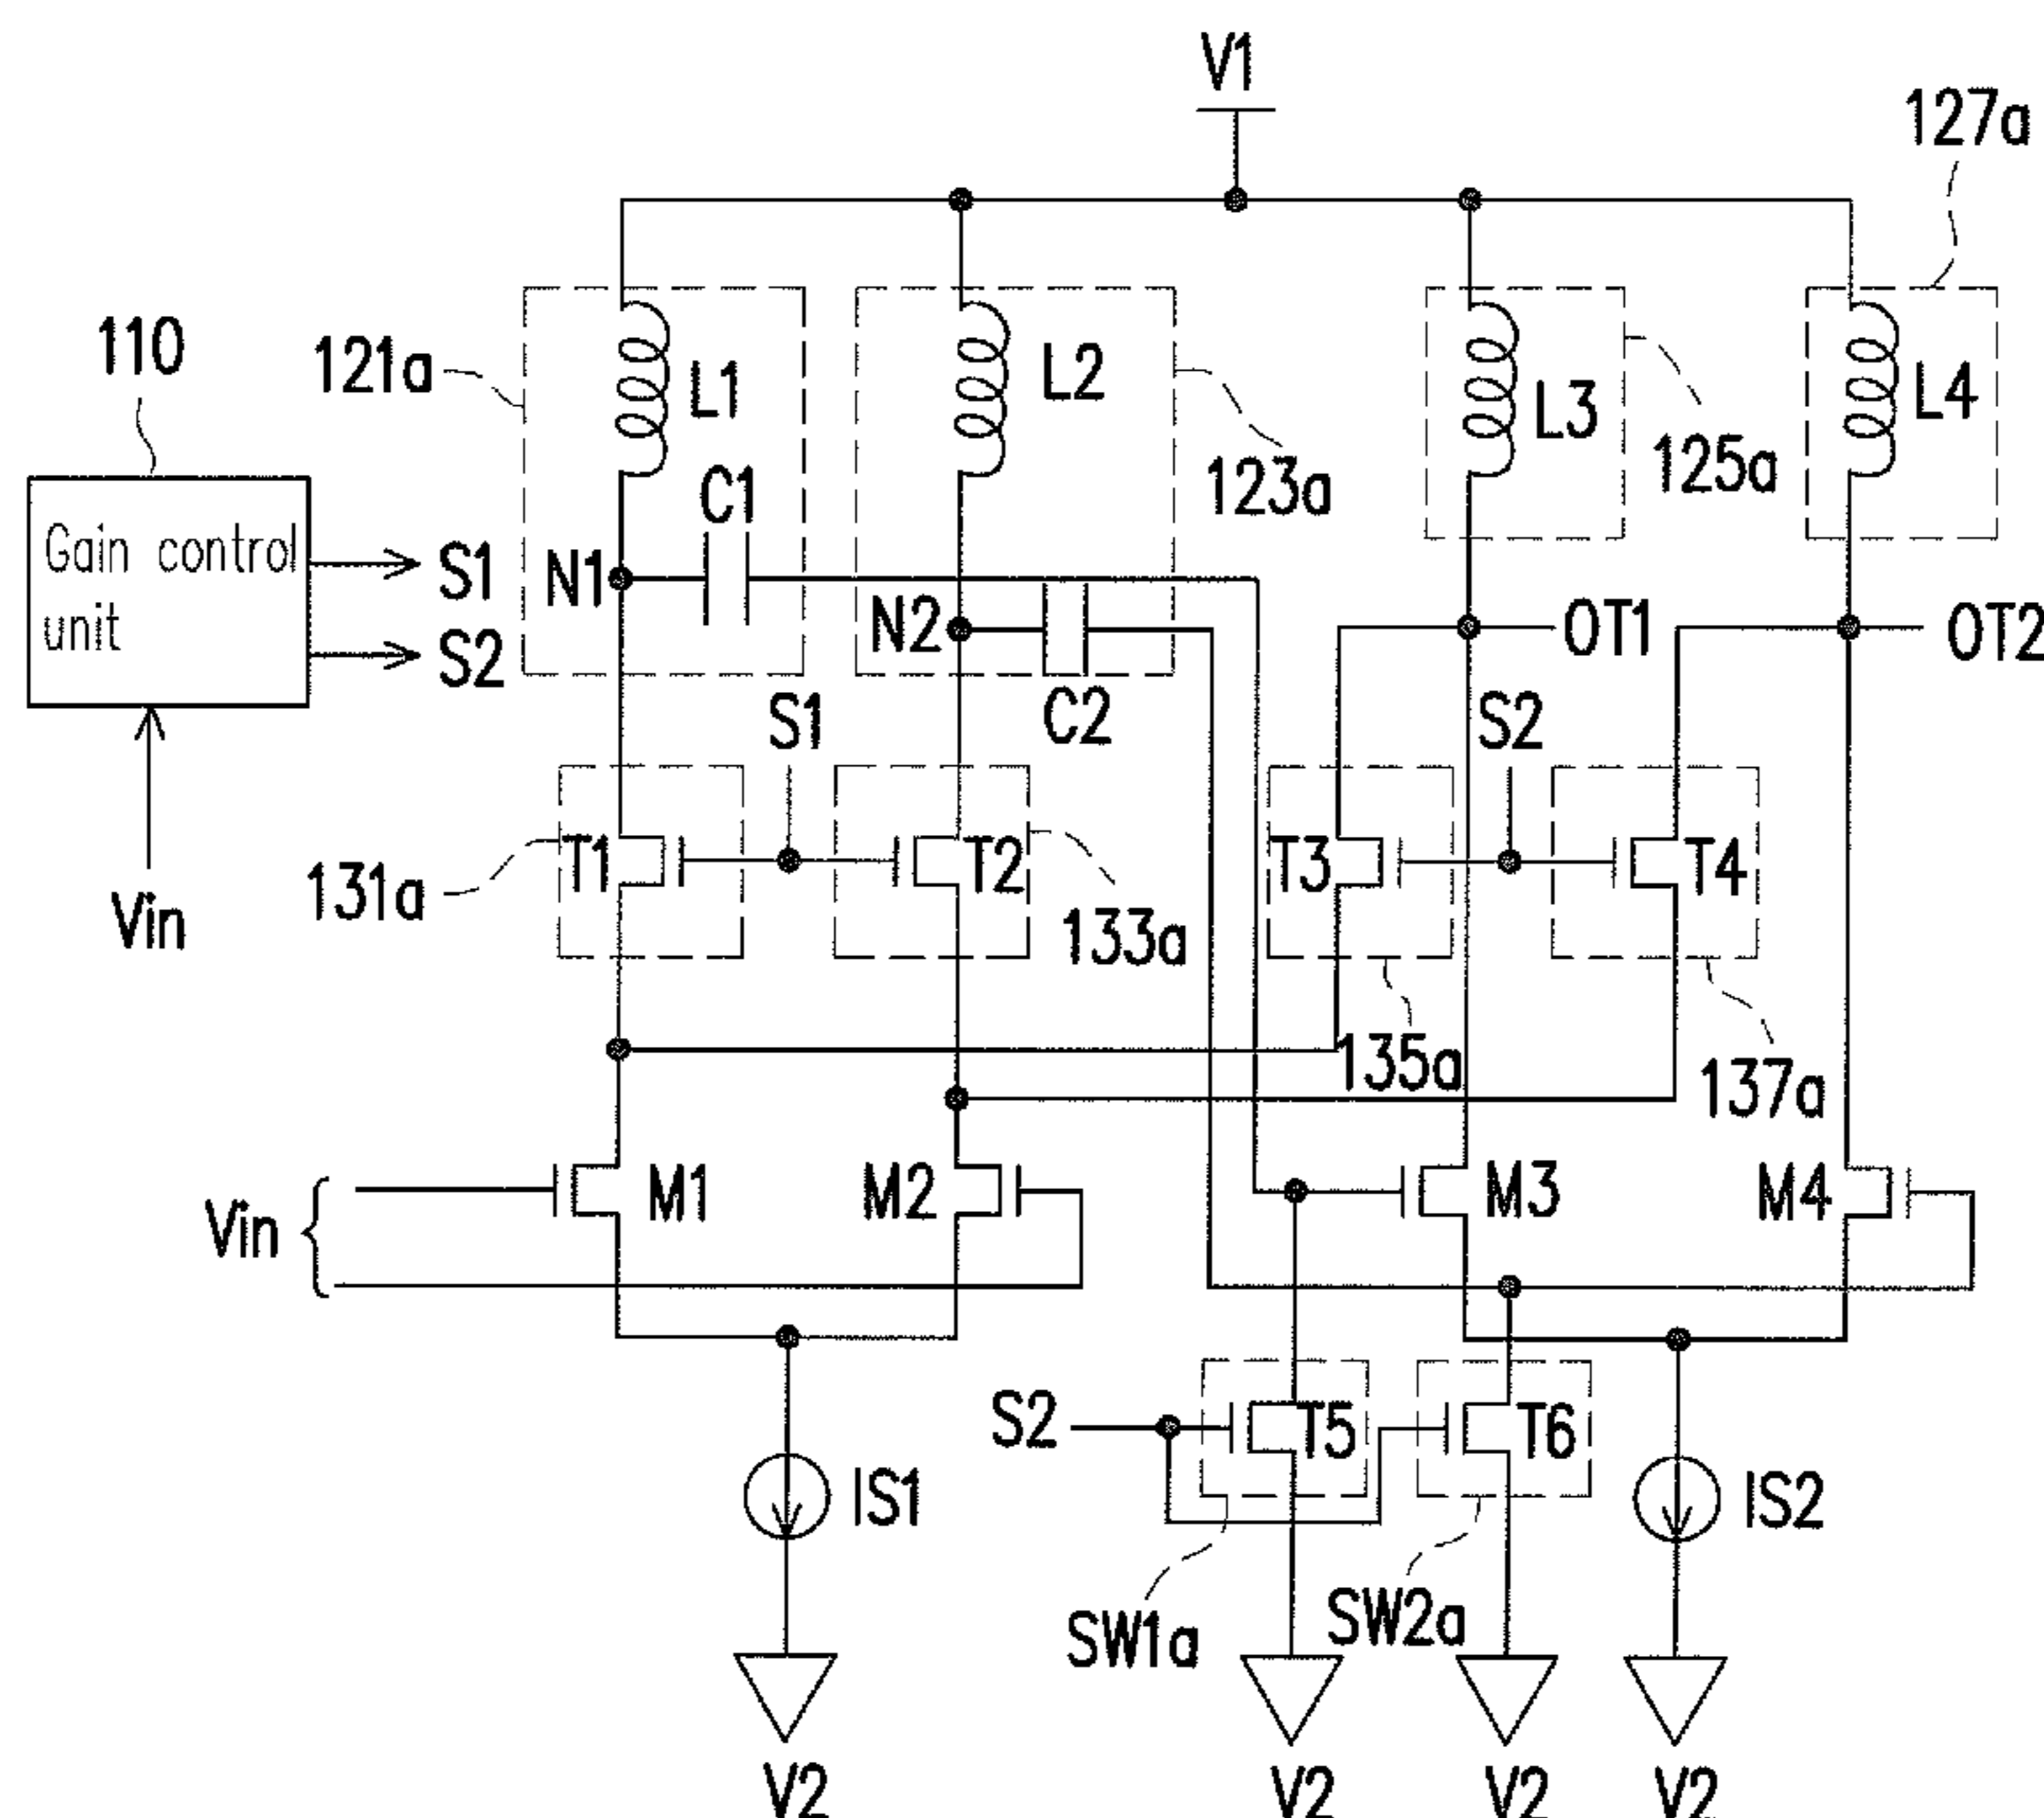 V1
127a
110
121a
L1
L2
L3
L4
123a
125a
C1
Gain control
unit
S1
S2
N1
N2
OT1
OT2
C2
S1
S2
T1
T2
T3
T4
131a
133a
135a
137a
Vin
Vin
M1
M2
M3
M4
S2
T5
T6
IS1
IS2
SW1a
SW2a
V2
V2
V2
V2